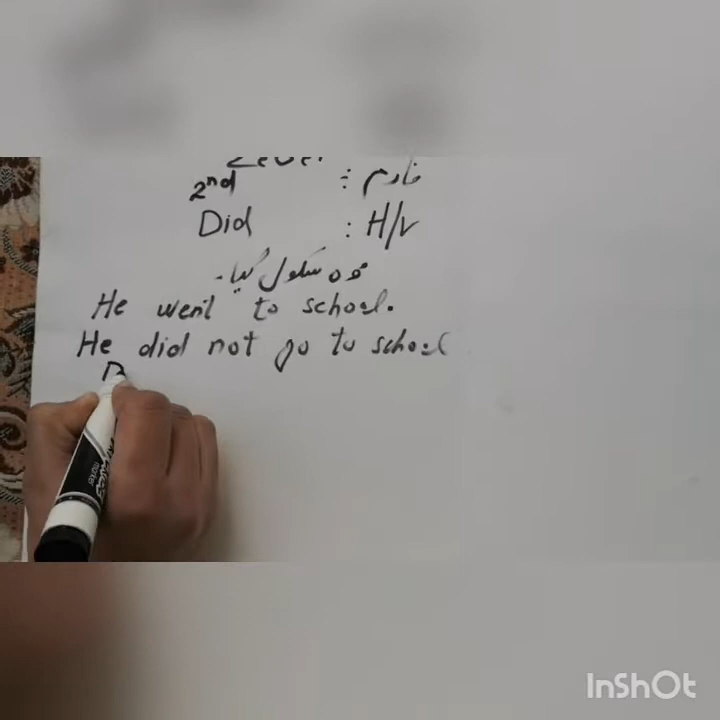 2nd : فارم
Did : H/V
وہ سکول گیا۔
He went to school.
He did not go to school
D
InShOt